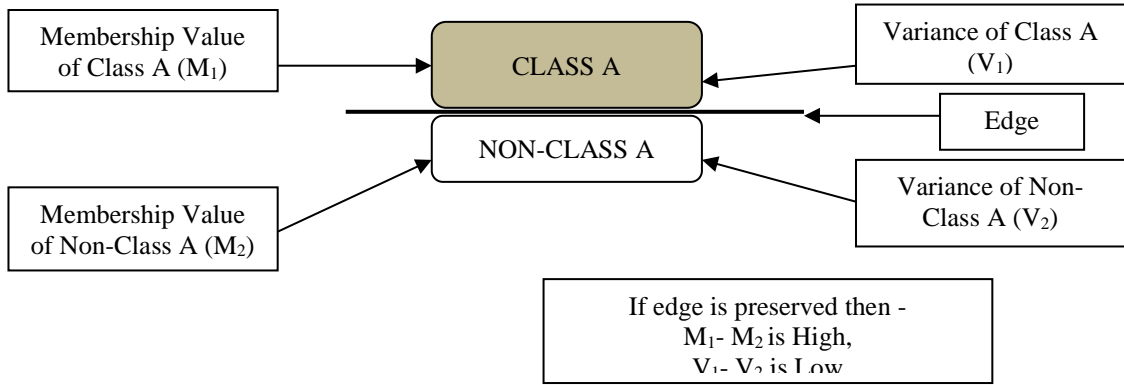 Membership Value
of Class A (M₁)
CLASS A
Variance of Class A
(V₁)
Edge
NON-CLASS A
Membership Value
of Non-Class A (M₂)
Variance of Non-
Class A (V₂)
If edge is preserved then -
M₁- M₂ is High,
V₁- V₂ is Low